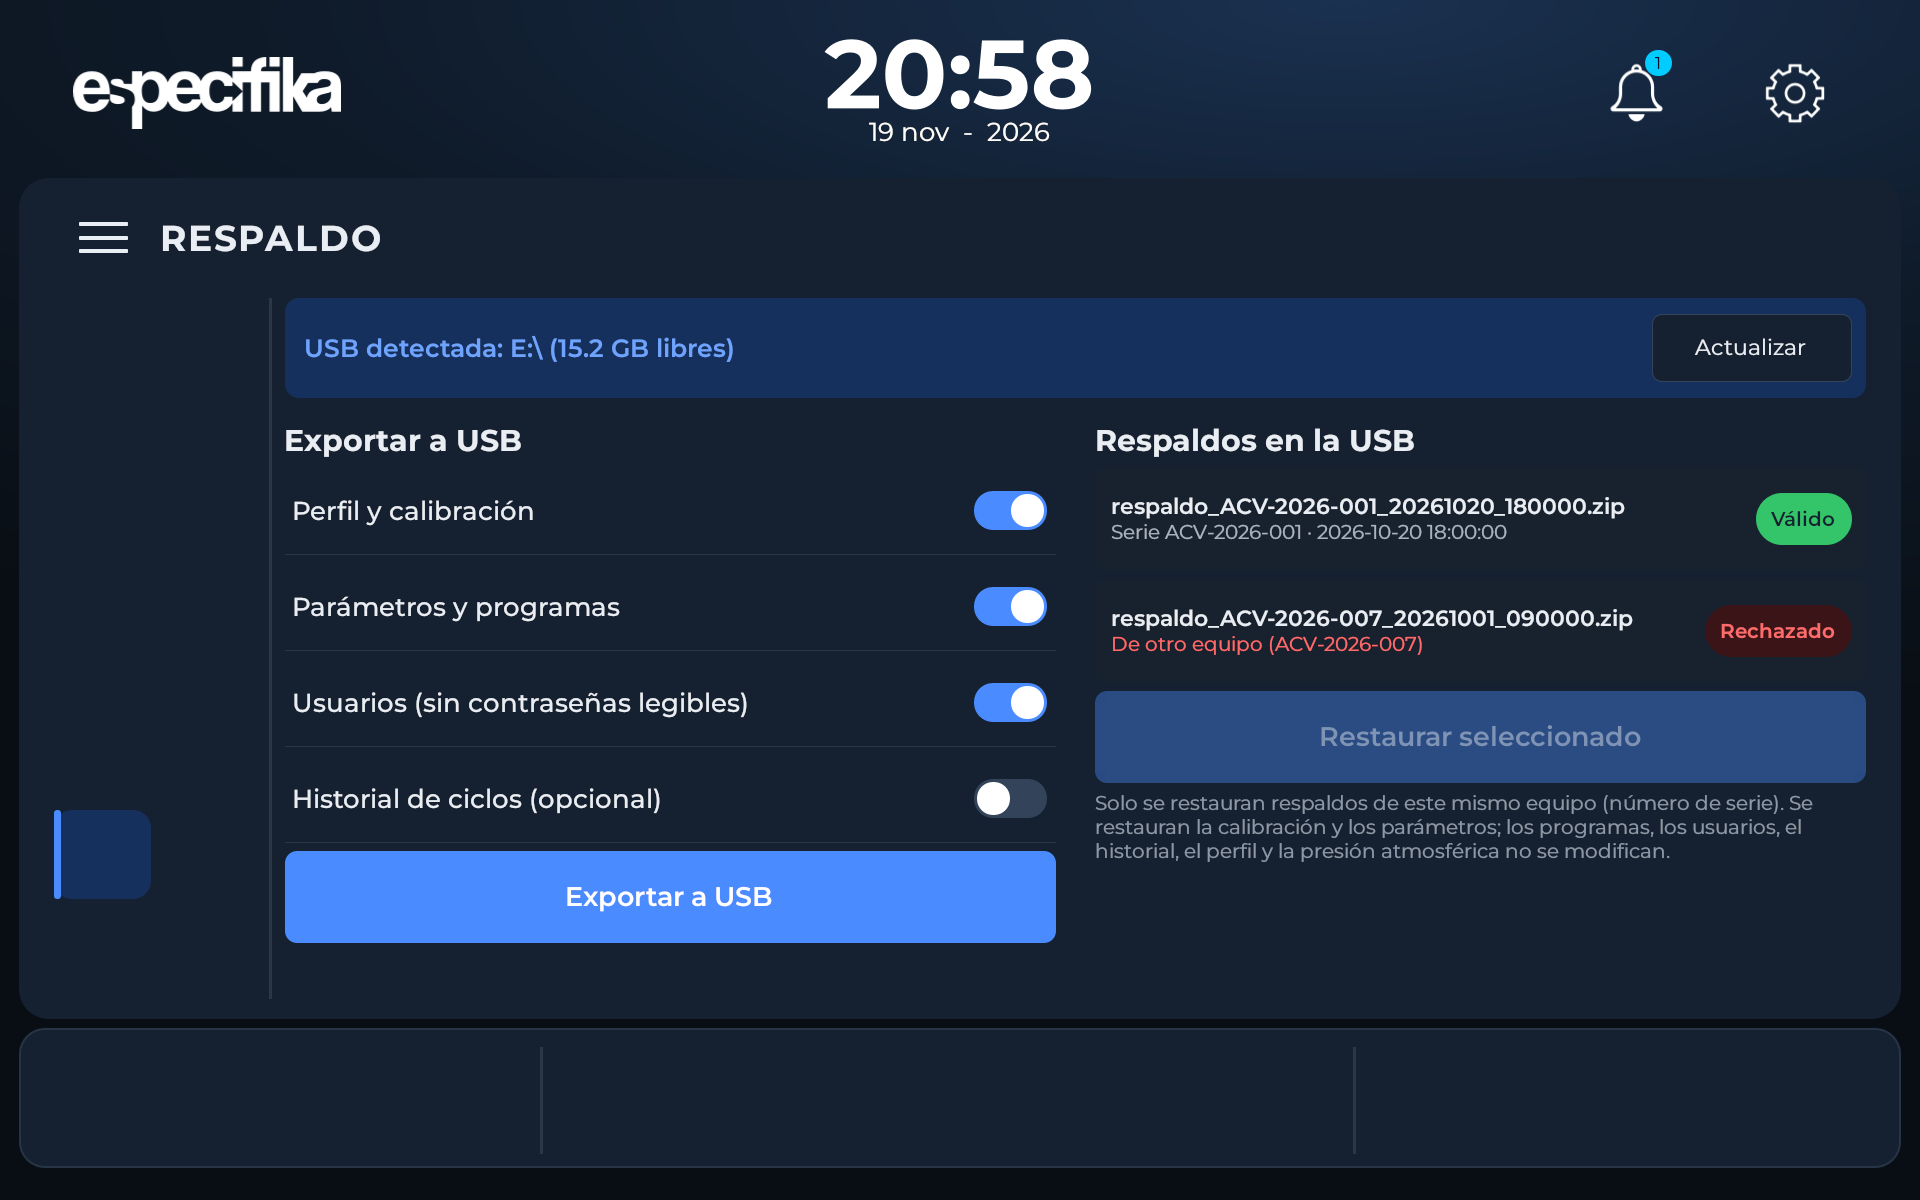 especifika
20:58
19 nov - 2026
1
RESPALDO
USB detectada: E:\ (15.2 GB libres)
Actualizar
Exportar a USB
Perfil y calibración
Parámetros y programas
Usuarios (sin contraseñas legibles)
Historial de ciclos (opcional)
Exportar a USB
Respaldos en la USB
respaldo_ACV-2026-001_20261020_180000.zip
Serie ACV-2026-001 · 2026-10-20 18:00:00
Válido
respaldo_ACV-2026-007_20261001_090000.zip
De otro equipo (ACV-2026-007)
Rechazado
Restaurar seleccionado
Solo se restauran respaldos de este mismo equipo (número de serie). Se
restauran la calibración y los parámetros; los programas, los usuarios, el
historial, el perfil y la presión atmosférica no se modifican.